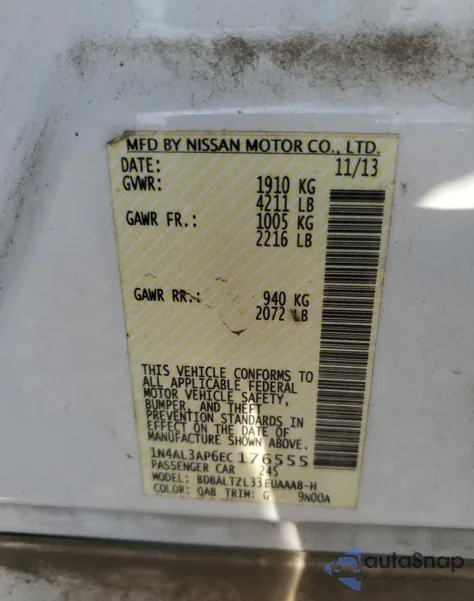 MFD BY NISSAN MOTOR CO., LTD.
DATE: 11/13
GVWR: 1910 KG
4211 LB
GAWR FR.: 1005 KG
2216 LB
GAWR RR.: 940 KG
2072 LB
THIS VEHICLE CONFORMS TO
ALL APPLICABLE FEDERAL
MOTOR VEHICLE SAFETY,
BUMPER, AND THEFT
PREVENTION STANDARDS IN
EFFECT ON THE DATE OF
MANUFACTURE SHOWN ABOVE.
1N4AL3AP6EC176555
PASSENGER CAR 245
MODEL: BDBALTZL33EUAAAB-H
COLOR: QAB TRIM: G 9N00A
autoSnap